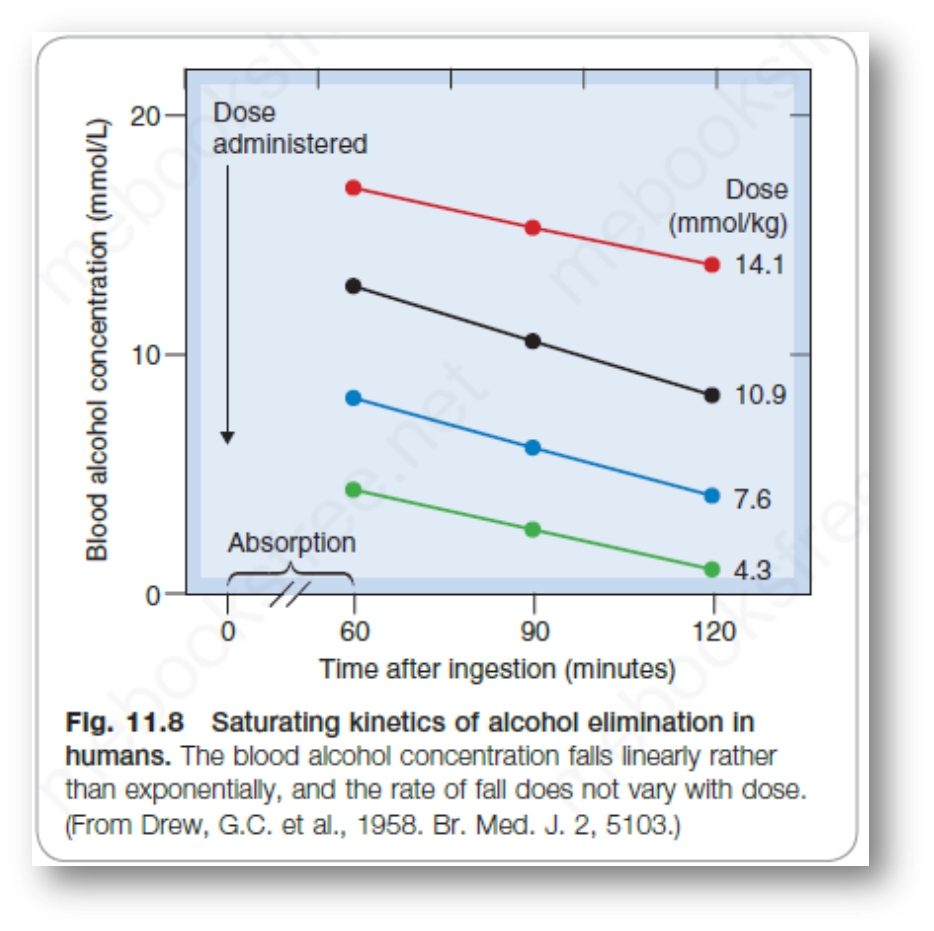 Dose
administered
20
Dose
(mmol/kg)
14.1
10
10.9
7.6
4.3
Absorption
0
0
60
90
120
Blood alcohol concentration (mmol/L)
Time after ingestion (minutes)
Fig. 11.8 Saturating kinetics of alcohol elimination in
humans. The blood alcohol concentration falls linearly rather
than exponentially, and the rate of fall does not vary with dose.
(From Drew, G.C. et al., 1958. Br. Med. J. 2, 5103.)
mebooksfree.net